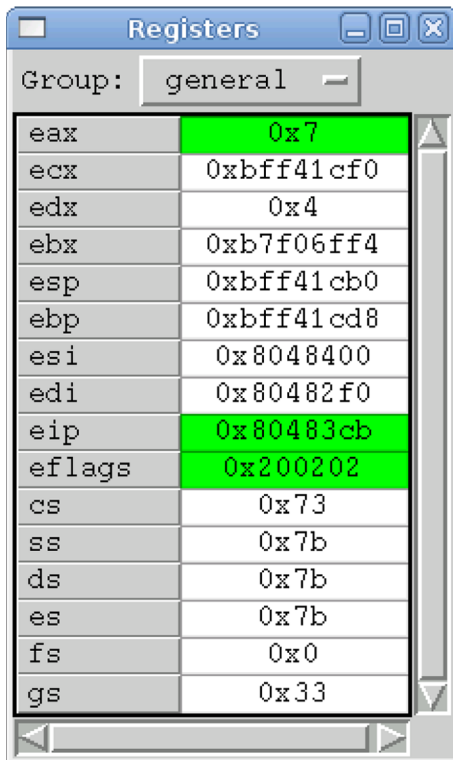 Registers
Group: general
eax 0x7
ecx 0xbff41cf0
edx 0x4
ebx 0xb7f06ff4
esp 0xbff41cb0
ebp 0xbff41cd8
esi 0x8048400
edi 0x80482f0
eip 0x80483cb
eflags 0x200202
cs 0x73
ss 0x7b
ds 0x7b
es 0x7b
fs 0x0
gs 0x33